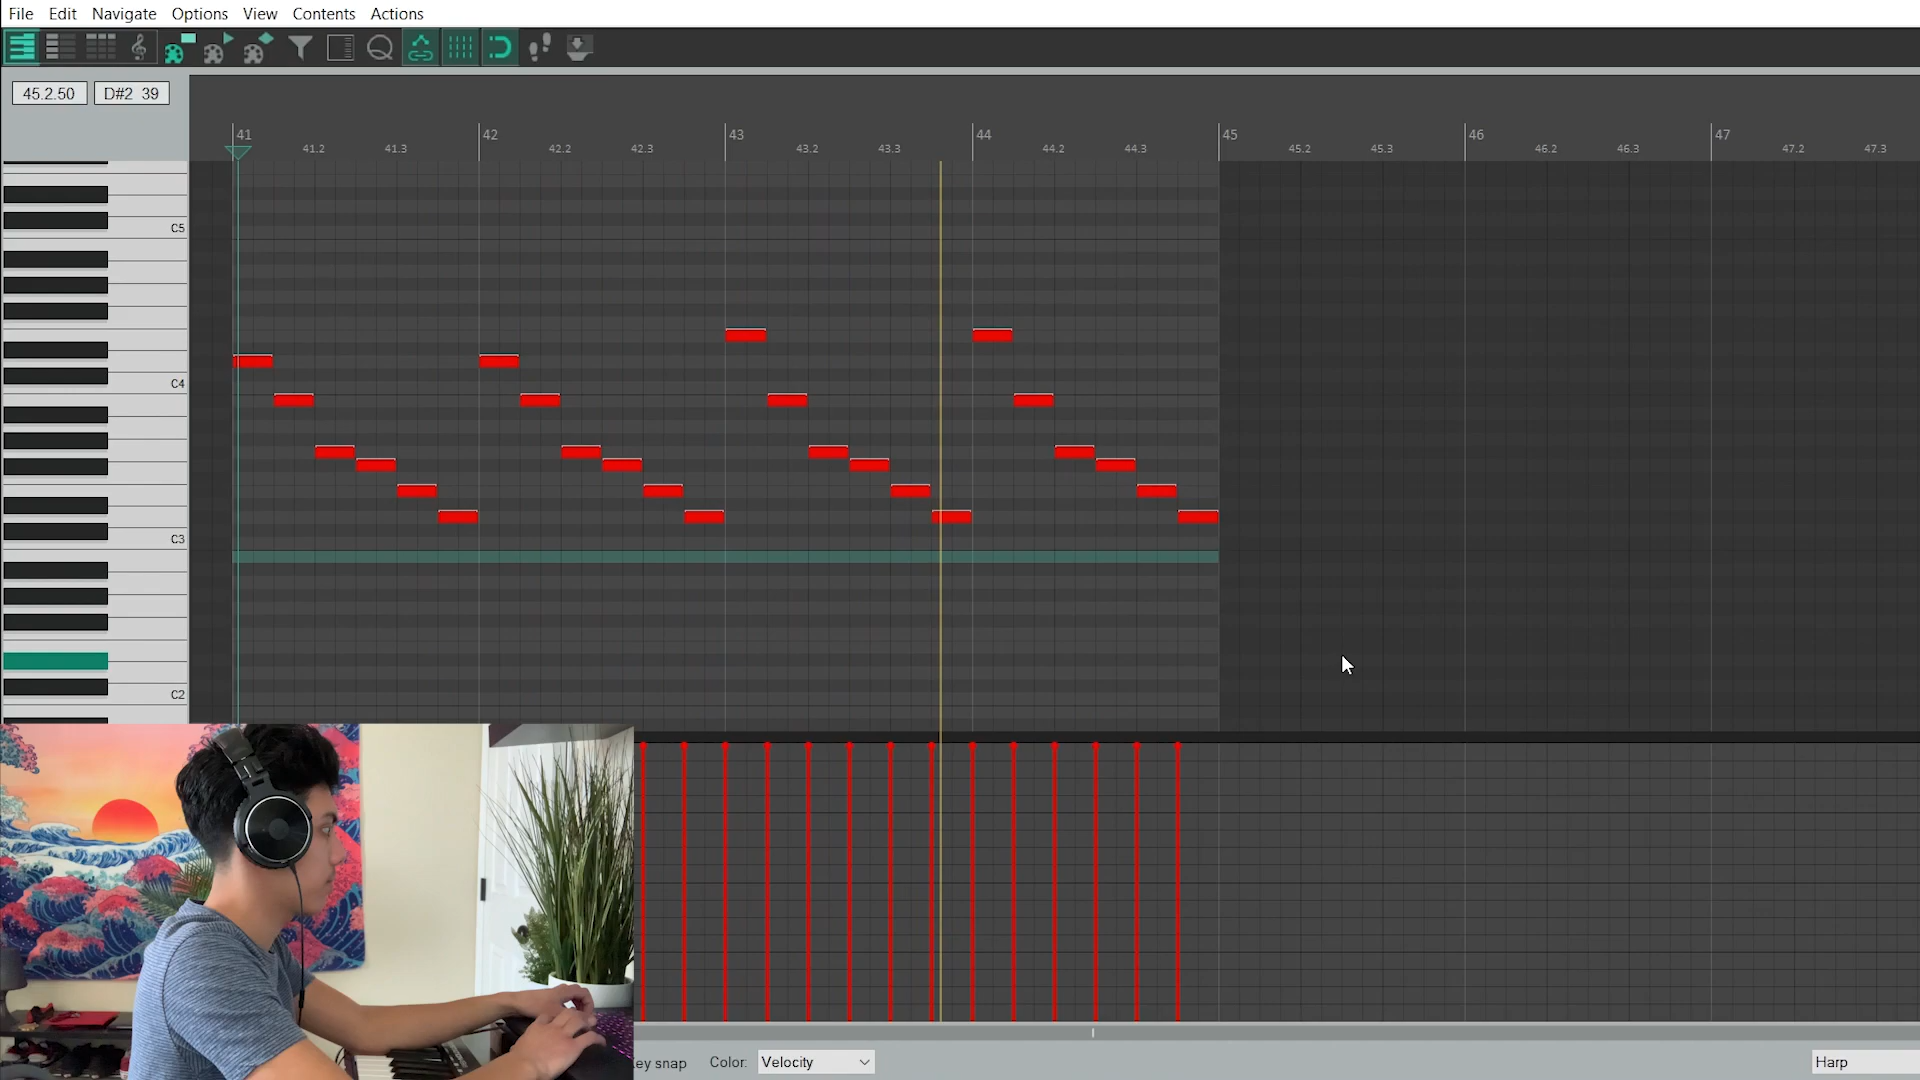 File Edit Navigate Options View Contents Actions
45.2.50 D#2 39
41 42 43 44 45 46 47
41.2 41.3 42.2 42.3 43.2 43.3 44.2 44.3 45.2 45.3 46.2 46.3 47.2 47.3
C5
C4
C3
C2
ey snap Color: Velocity Harp